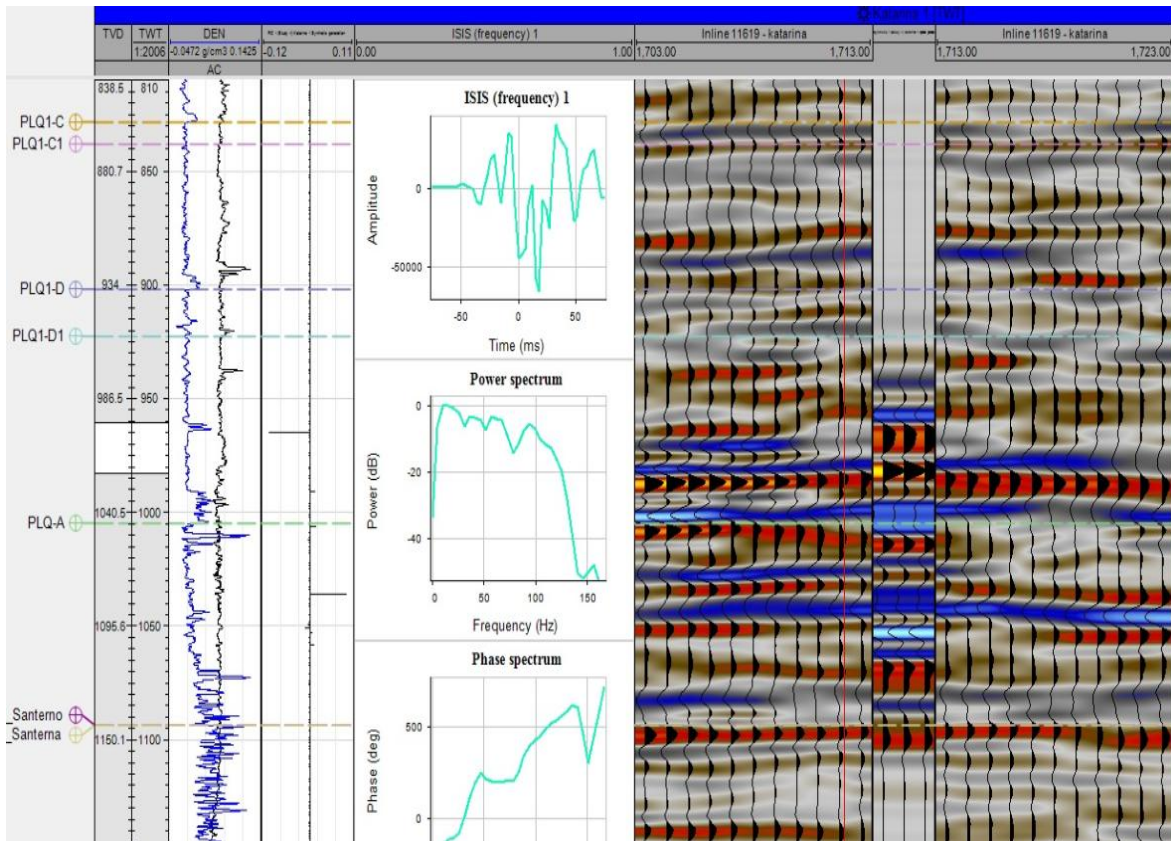 Katarina 1 [TWT]
TVD TWT DEN ISIS (frequency) 1 Inline 11619 - katarina Inline 11619 - katarina
1:2006 -0.0472 g/cm3 0.1425 -0.12 0.11 0.00 1.00 1,703.00 1,713.00 1,713.00 1,723.00
AC
838.5 810
ISIS (frequency) 1
PLQ1-C
PLQ1-C1
880.7 850
0
Amplitude
-50000
PLQ1-D
934 900
-50 0 50
PLQ1-D1
Time (ms)
Power spectrum
986.5 950
0
-20
Power (dB)
-40
PLQ-A
1040.5 1000
0 50 100 150
Frequency (Hz)
1096.6 1050
Phase spectrum
Santerno
Santerna
1150.1 1100
500
Phase (deg)
0